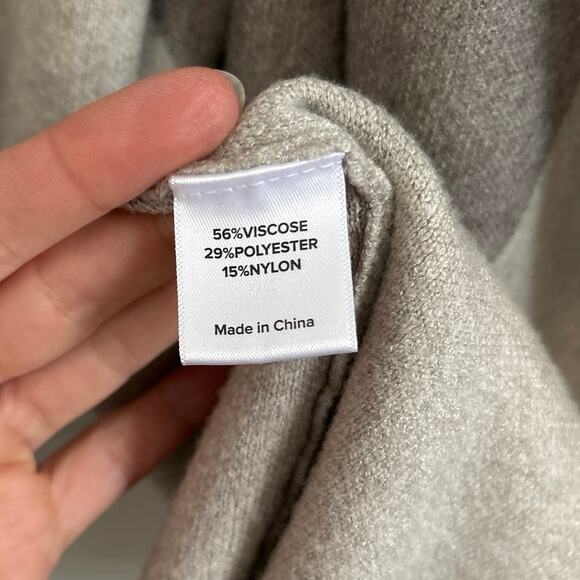 56%VISCOSE
29%POLYESTER
15%NYLON
Made in China